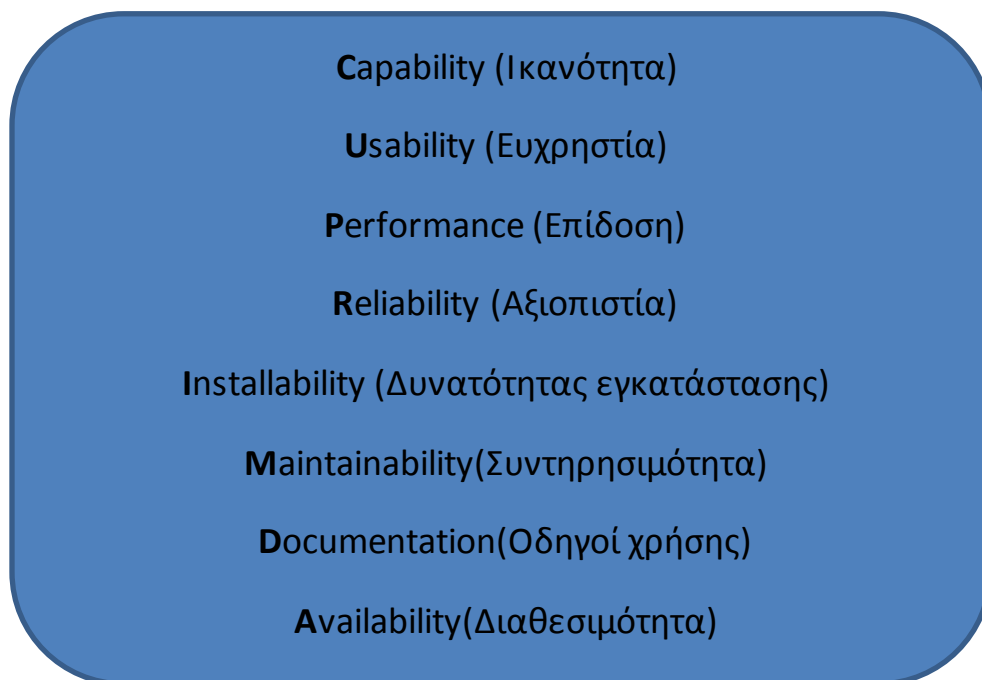 Capability (Ικανότητα)
Usability (Ευχρηστία)
Performance (Επίδοση)
Reliability (Αξιοπιστία)
Installability (Δυνατότητας εγκατάστασης)
Maintainability(Συντηρησιμότητα)
Documentation(Οδηγοί χρήσης)
Availability(Διαθεσιμότητα)